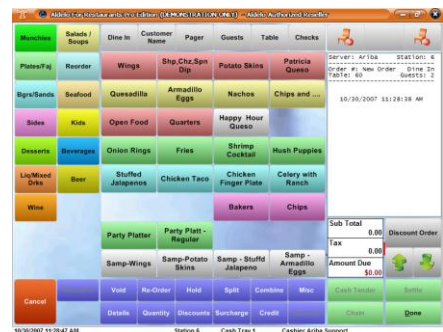 Aldelo For Restaurants Pro Edition (DEMONSTRATION ONLY) - Aldelo Authorized Reseller
Munchies
Salads / Soups
Dine In
Customer Name
Pager
Guests
Table
Checks
Server: Ariba Station: 6
Order #: New Order Dine In
Table: 60 Guests: 2
10/30/2007 11:28:38 AM
Plates/Faj
Reorder
Wings
Shp,Chz,Spn Dip
Potato Skins
Patricia Queso
Bgrs/Sands
Seafood
Quesadilla
Armadillo Eggs
Nachos
Chips and ....
Sides
Kids
Open Food
Quarters
Happy Hour Queso
Desserts
Beverages
Onion Rings
Fries
Shrimp Cocktail
Hush Puppies
Liq/Mixed Drks
Beer
Stuffed Jalapenos
Chicken Taco
Chicken Finger Plate
Celery with Ranch
Wine
Bakers
Chips
Party Platter
Party Platt - Regular
Sub Total
0.00
Discount Order
Tax
0.00
Samp-Wings
Samp-Potato Skins
Samp - Stuffd Jalapeno
Samp - Armadillo Eggs
Amount Due
$0.00
Cancel
Void
Re-Order
Hold
Split
Combine
Misc
Cash Tender
Settle
Details
Quantity
Discounts
Surcharge
Credit
Done
10/30/2007 11:28:47 AM
Station 6
Cash Tray 1
Cashier Ariba Support